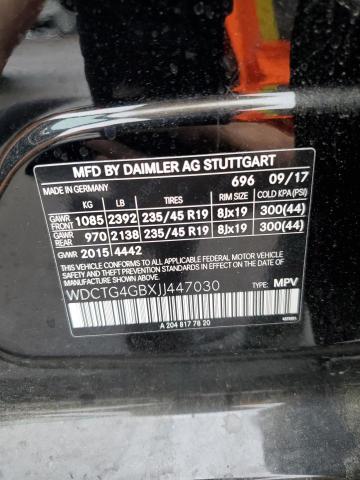 MFD BY DAIMLER AG STUTTGART
MADE IN GERMANY 696 09/17
KG LB TIRES RIM SIZE COLD KPA(PSI)
GAWR FRONT 1085 2392 235/45 R19 8Jx19 300(44)
GAWR REAR 970 2138 235/45 R19 8Jx19 300(44)
GVWR 2015 4442
THIS VEHICLE CONFORMS TO ALL APPLICABLE FEDERAL MOTOR VEHICLE
SAFETY STANDARDS IN EFFECT ON THE DATE OF MANUFACTURE SHOWN ABOVE.
WDCTG4GBXJJ447030 TYPE: MPV
A 204 817 78 20